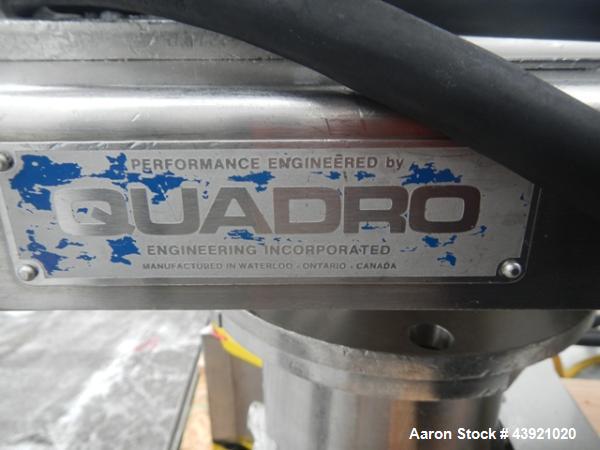 PERFORMANCE ENGINEERED by
QUADRO
ENGINEERING INCORPORATED
MANUFACTURED IN WATERLOO - ONTARIO - CANADA
Aaron Stock # 43921020